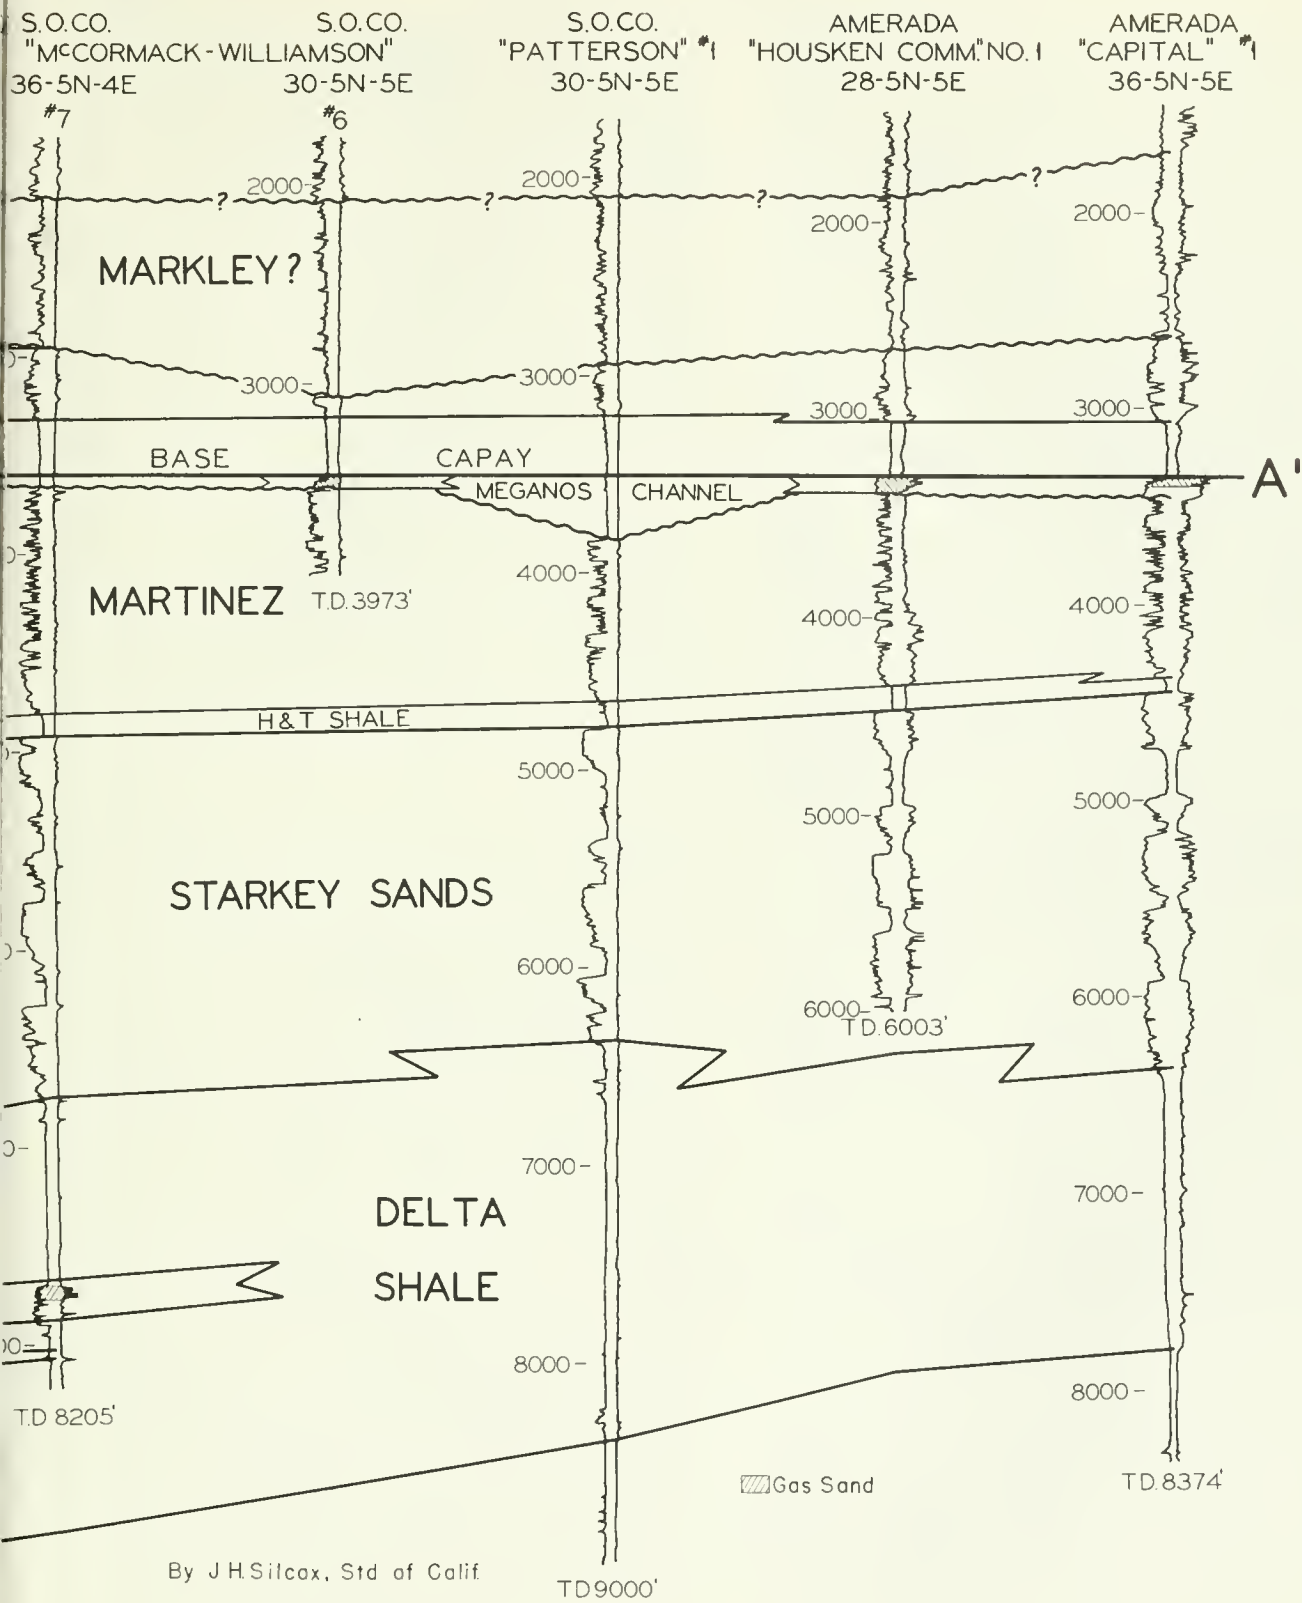 S.O.CO.
"McCORMACK-WILLIAMSON"
36-5N-4E
#7
S.O.CO.
30-5N-5E
#6
S.O.CO.
"PATTERSON" #1
30-5N-5E
AMERADA
"HOUSKEN COMM." NO. 1
28-5N-5E
AMERADA
"CAPITAL" #1
36-5N-5E
2000
2000
2000
2000
? ? ? ?
MARKLEY?
3000
3000
3000
3000
BASE CAPAY
A'
MEGANOS CHANNEL
MARTINEZ
T.D. 3973'
4000
4000
4000
H&T SHALE
5000
5000
5000
STARKEY SANDS
6000
6000
6000
T.D. 6003'
7000
7000
DELTA
SHALE
8000
8000
T.D 8205'
Gas Sand
T.D. 8374'
By J.H. Silcox, Std of Calif.
TD 9000'